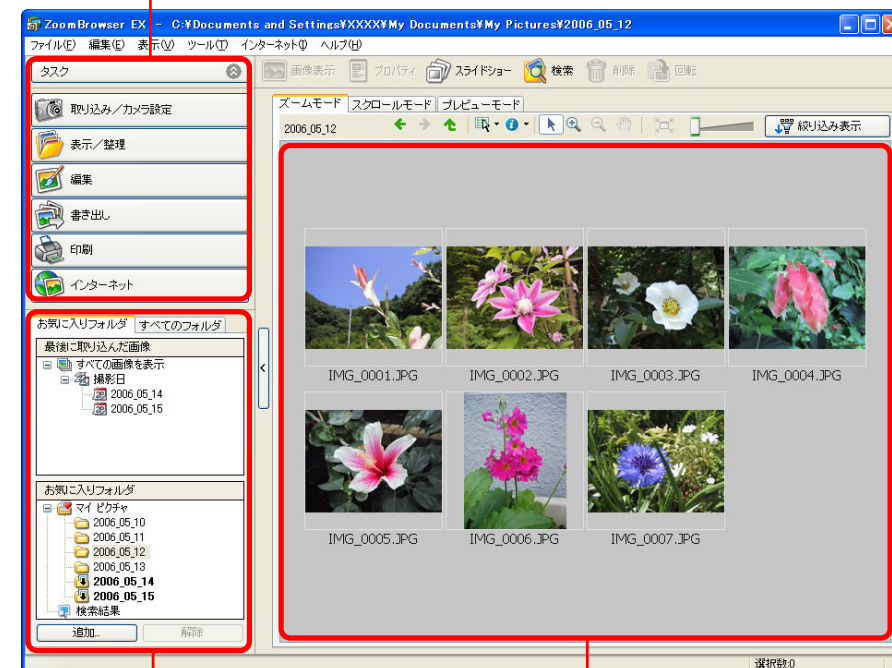 ZoomBrowser EX - C:¥Documents and Settings¥XXXX¥My Documents¥My Pictures¥2006_05_12
ファイル(F) 編集(E) 表示(V) ツール(T) インターネット(I) ヘルプ(H)
タスク
画像表示 プロパティ スライドショー 検索 削除 回転
取り込み／カメラ設定
表示／整理
編集
書き出し
印刷
インターネット
ズームモード スクロールモード プレビューモード
2006_05_12 絞り込み表示
お気に入りフォルダ すべてのフォルダ
最後に取り込んだ画像
すべての画像を表示
撮影日
2006_05_14
2006_05_15
お気に入りフォルダ
マイ ピクチャ
2006_05_10
2006_05_11
2006_05_12
2006_05_13
2006_05_14
2006_05_15
検索結果
追加... 解除
IMG_0001.JPG IMG_0002.JPG IMG_0003.JPG IMG_0004.JPG
IMG_0005.JPG IMG_0006.JPG IMG_0007.JPG
選択数:0